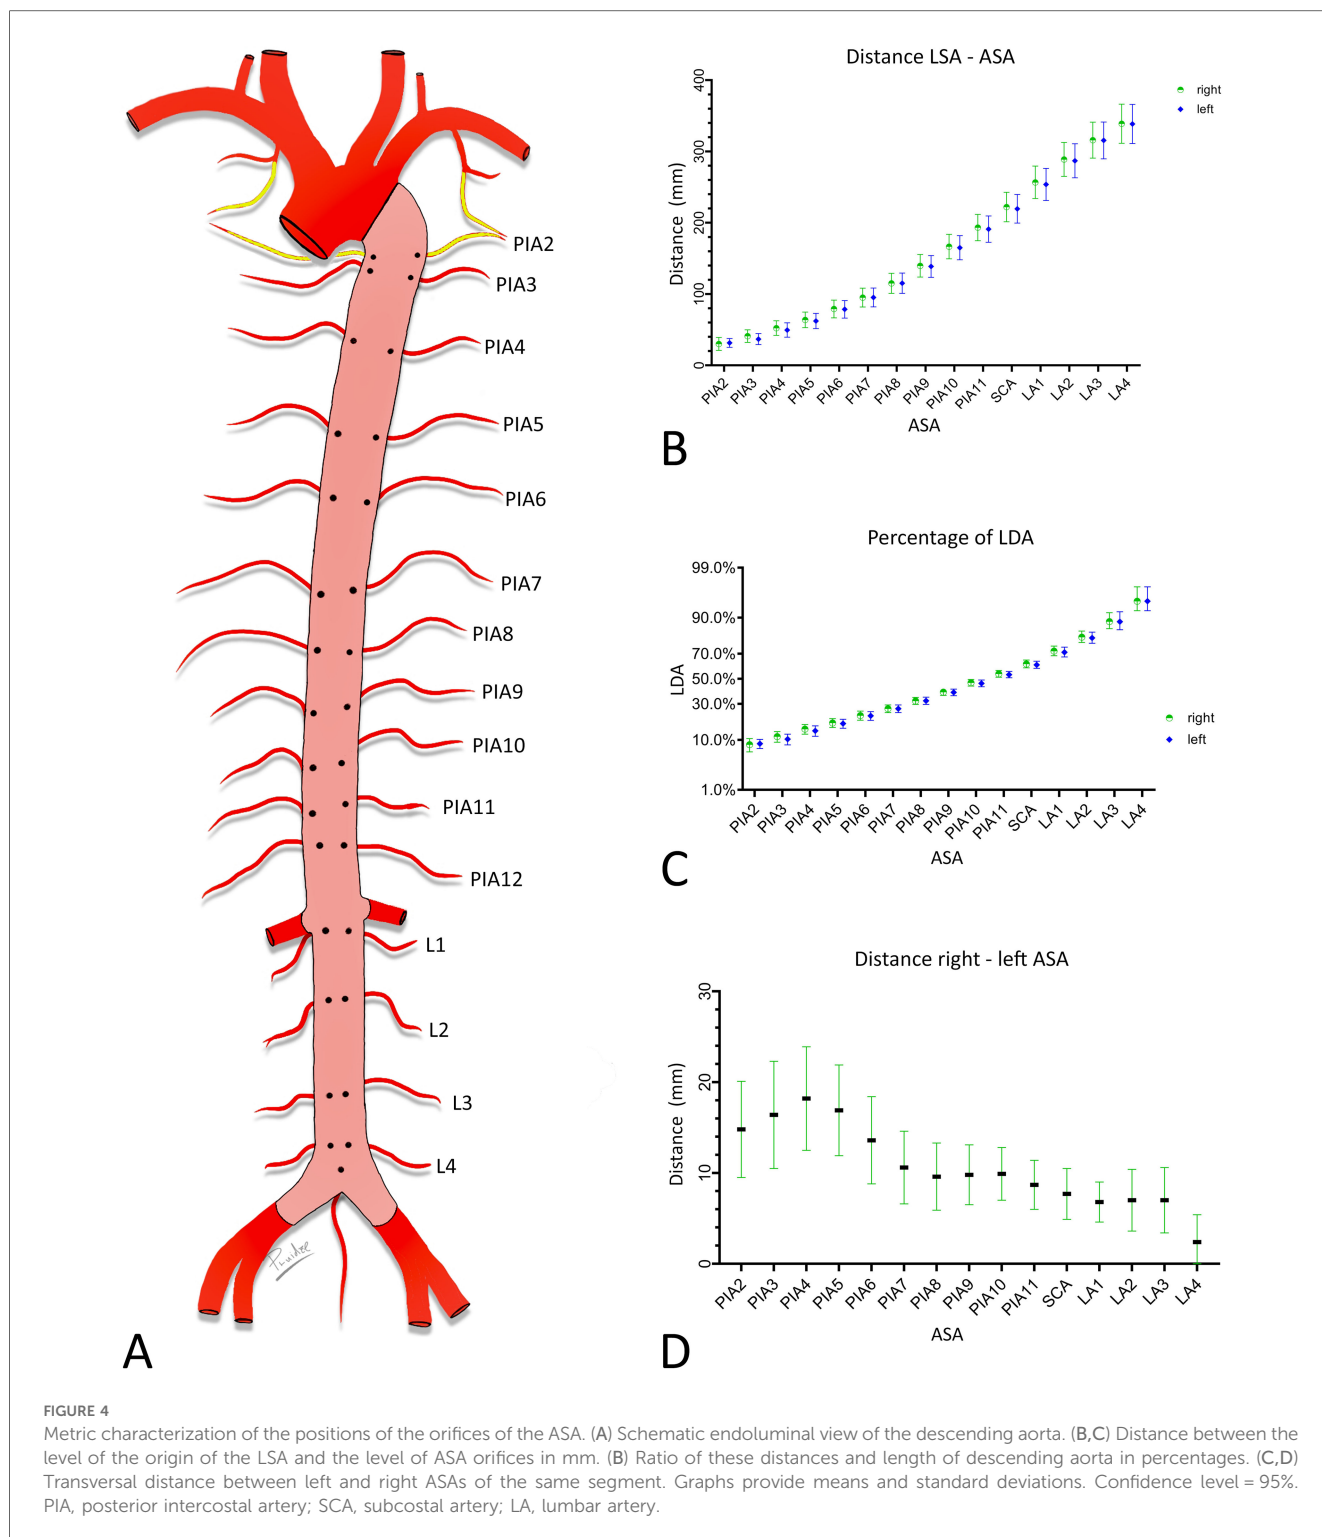 PIA2
PIA3
PIA4
PIA5
PIA6
PIA7
PIA8
PIA9
PIA10
PIA11
PIA12
L1
L2
L3
L4
A
Distance LSA - ASA
right
left
Distance (mm)
400
300
200
100
0
PIA2 PIA3 PIA4 PIA5 PIA6 PIA7 PIA8 PIA9 PIA10 PIA11 SCA LA1 LA2 LA3 LA4
ASA
B
Percentage of LDA
LDA
99.0%
90.0%
70.0%
50.0%
30.0%
10.0%
1.0%
right
left
PIA2 PIA3 PIA4 PIA5 PIA6 PIA7 PIA8 PIA9 PIA10 PIA11 SCA LA1 LA2 LA3 LA4
ASA
C
Distance right - left ASA
Distance (mm)
30
20
10
0
PIA2 PIA3 PIA4 PIA5 PIA6 PIA7 PIA8 PIA9 PIA10 PIA11 SCA LA1 LA2 LA3 LA4
ASA
D
FIGURE 4
Metric characterization of the positions of the orifices of the ASA. (A) Schematic endoluminal view of the descending aorta. (B,C) Distance between the
level of the origin of the LSA and the level of ASA orifices in mm. (B) Ratio of these distances and length of descending aorta in percentages. (C,D)
Transversal distance between left and right ASAs of the same segment. Graphs provide means and standard deviations. Confidence level = 95%.
PIA, posterior intercostal artery; SCA, subcostal artery; LA, lumbar artery.